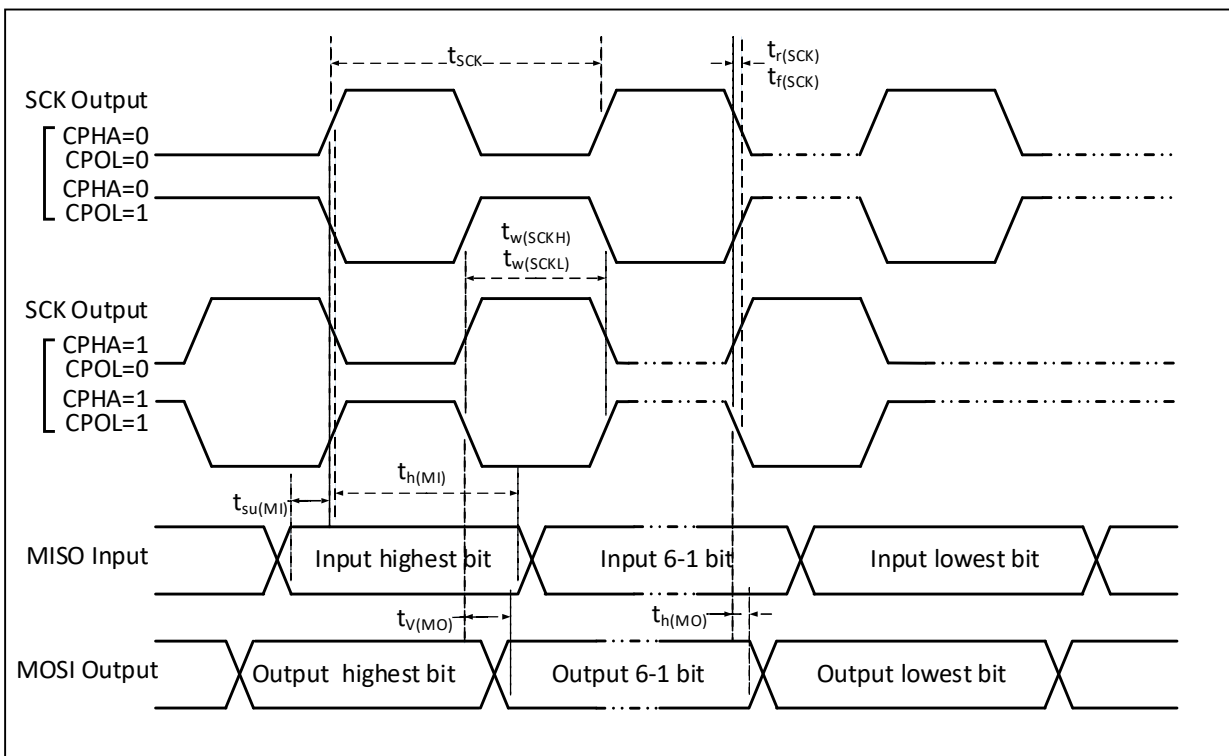 tSCK
tr(SCK)
tf(SCK)
SCK Output
CPHA=0
CPOL=0
CPHA=0
CPOL=1
tw(SCKH)
tw(SCKL)
SCK Output
CPHA=1
CPOL=0
CPHA=1
CPOL=1
th(MI)
tsu(MI)
MISO Input
Input highest bit
Input 6-1 bit
Input lowest bit
tV(MO)
th(MO)
MOSI Output
Output highest bit
Output 6-1 bit
Output lowest bit